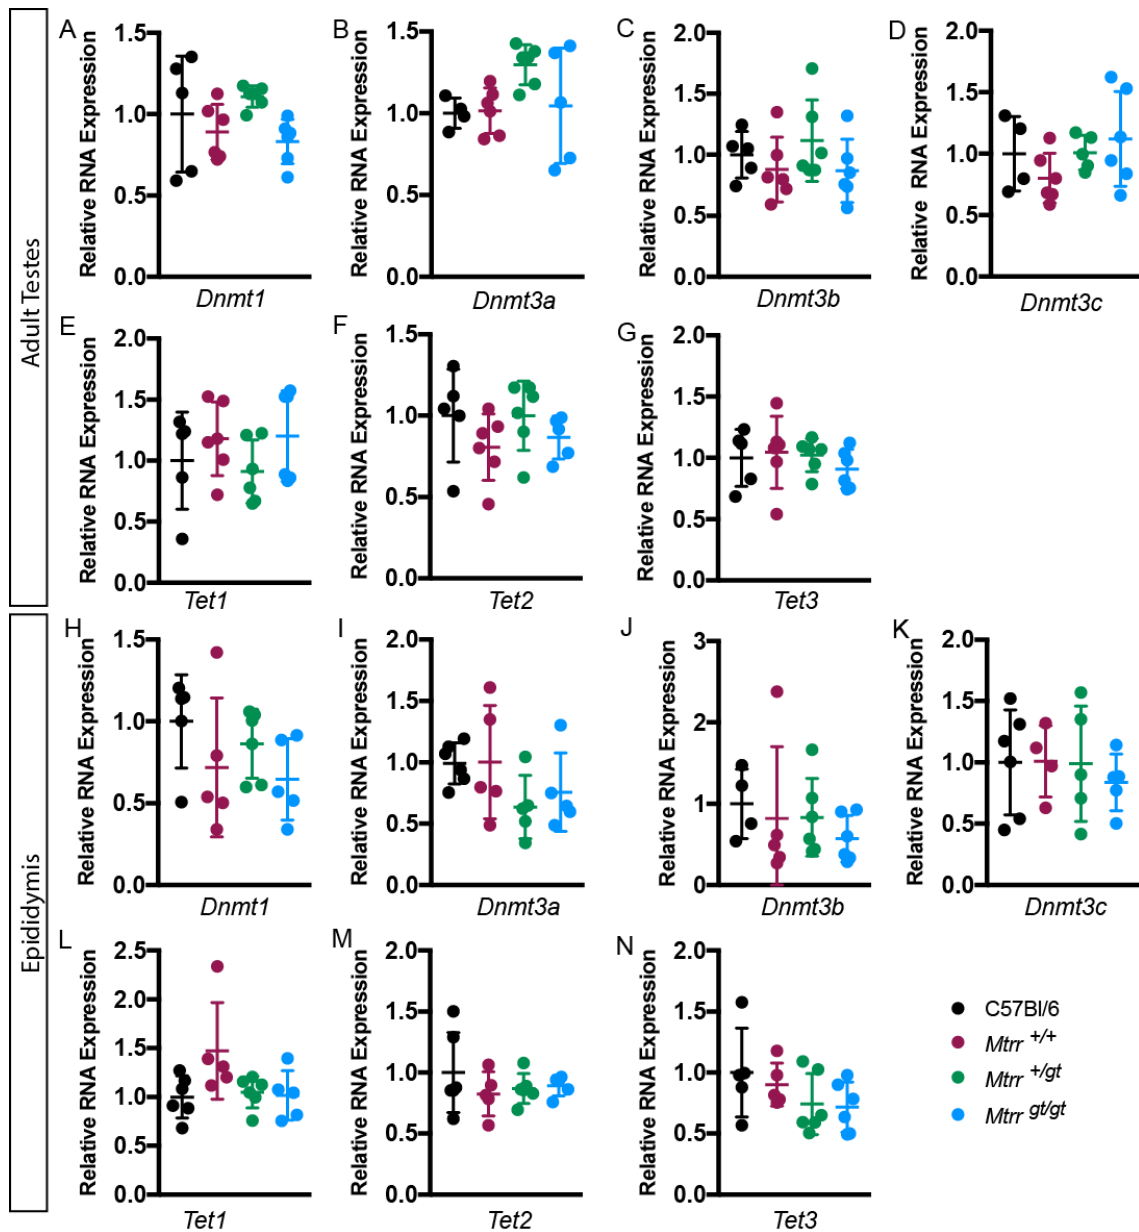 Adult Testes
A
Relative RNA Expression
1.5
1.0
0.5
0.0
Dnmt1
B
Relative RNA Expression
1.5
1.0
0.5
0.0
Dnmt3a
C
Relative RNA Expression
2.0
1.5
1.0
0.5
0.0
Dnmt3b
D
Relative RNA Expression
2.0
1.5
1.0
0.5
0.0
Dnmt3c
E
Relative RNA Expression
2.0
1.5
1.0
0.5
0.0
Tet1
F
Relative RNA Expression
1.5
1.0
0.5
0.0
Tet2
G
Relative RNA Expression
2.0
1.5
1.0
0.5
0.0
Tet3
Epididymis
H
Relative RNA Expression
1.5
1.0
0.5
0.0
Dnmt1
I
Relative RNA Expression
2.0
1.5
1.0
0.5
0.0
Dnmt3a
J
Relative RNA Expression
3
2
1
0
Dnmt3b
K
Relative RNA Expression
2.0
1.5
1.0
0.5
0.0
Dnmt3c
L
Relative RNA Expression
2.5
2.0
1.5
1.0
0.5
0.0
Tet1
M
Relative RNA Expression
2.0
1.5
1.0
0.5
0.0
Tet2
N
Relative RNA Expression
2.0
1.5
1.0
0.5
0.0
Tet3
C57Bl/6
Mtrr +/+
Mtrr +/gt
Mtrr gt/gt